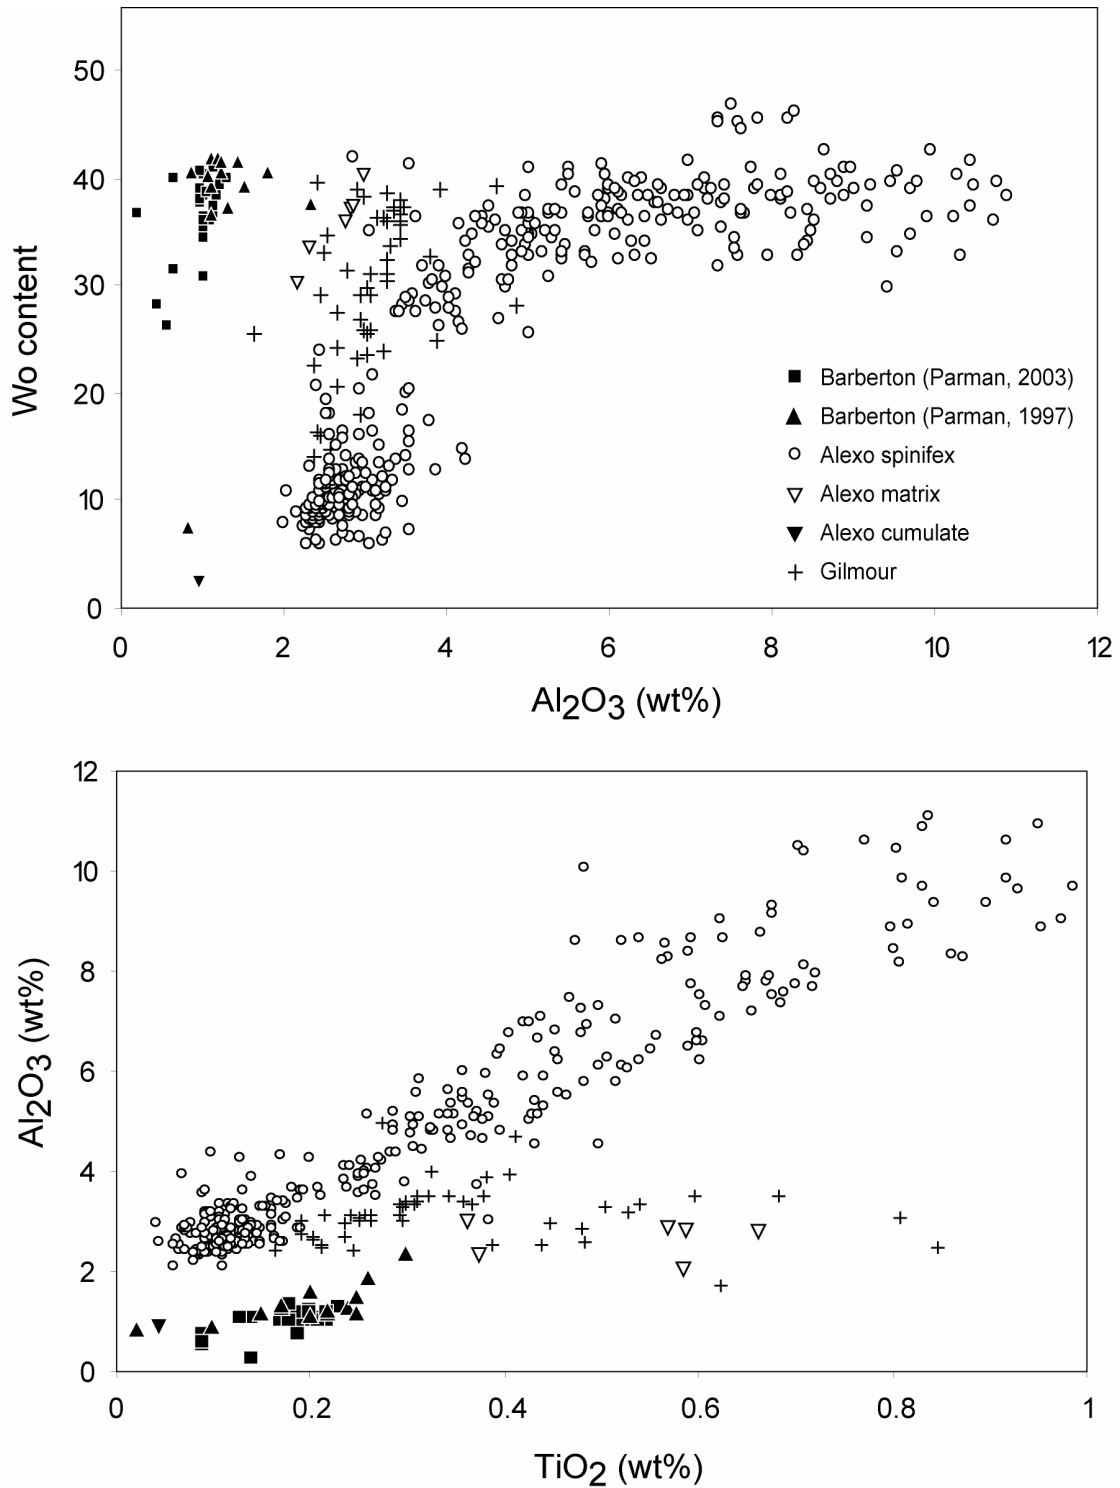 50
40
30
20
10
0
Wo content
Barberton (Parman, 2003)
Barberton (Parman, 1997)
Alexo spinifex
Alexo matrix
Alexo cumulate
Gilmour
0 2 4 6 8 10 12
Al2O3 (wt%)
12
10
8
6
4
2
0
Al2O3 (wt%)
0 0.2 0.4 0.6 0.8 1
TiO2 (wt%)